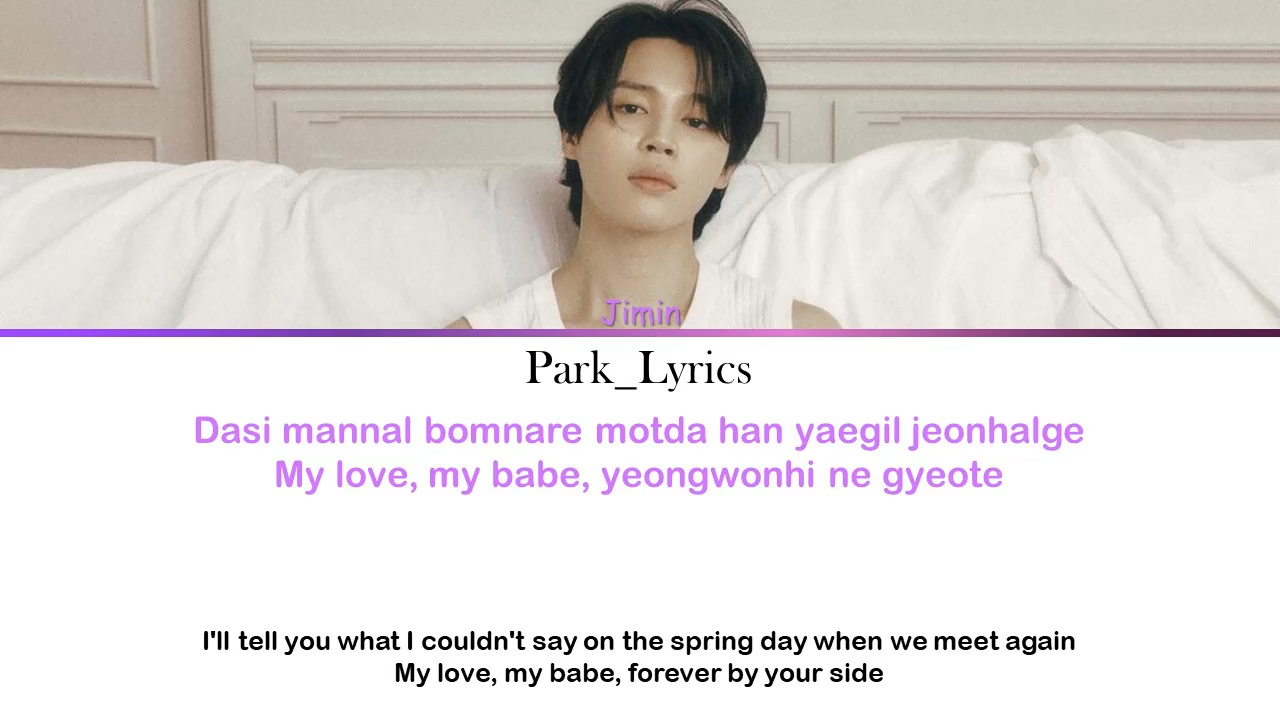 Jimin
Park_Lyrics
Dasi mannal bomnare motda han yaegil jeonhalge
My love, my babe, yeongwonhi ne gyeote
I'll tell you what I couldn't say on the spring day when we meet again
My love, my babe, forever by your side